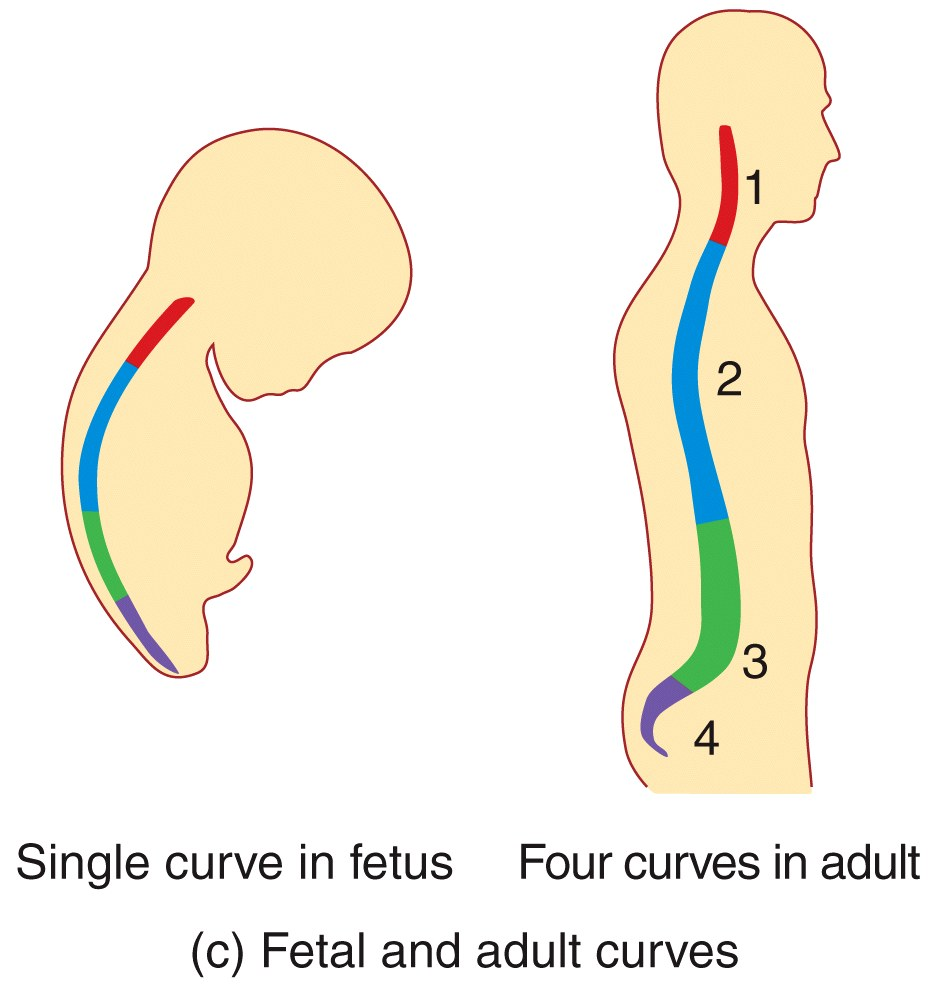 1
2
3
4
Single curve in fetus
Four curves in adult
(c) Fetal and adult curves